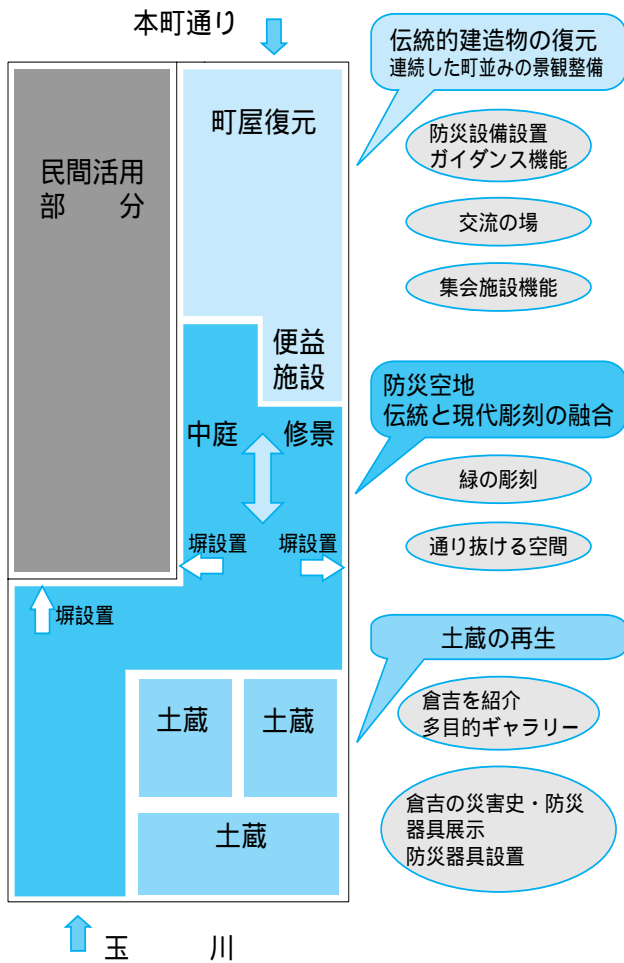 本町通り
民間活用
部　　分
町屋復元
便益
施設
中庭
修景
塀設置
塀設置
塀設置
土蔵
土蔵
土蔵
玉　　　川
伝統的建造物の復元
連続した町並みの景観整備
防災設備設置
ガイダンス機能
交流の場
集会施設機能
防災空地
伝統と現代彫刻の融合
緑の彫刻
通り抜ける空間
土蔵の再生
倉吉を紹介
多目的ギャラリー
倉吉の災害史・防災
器具展示
防災器具設置